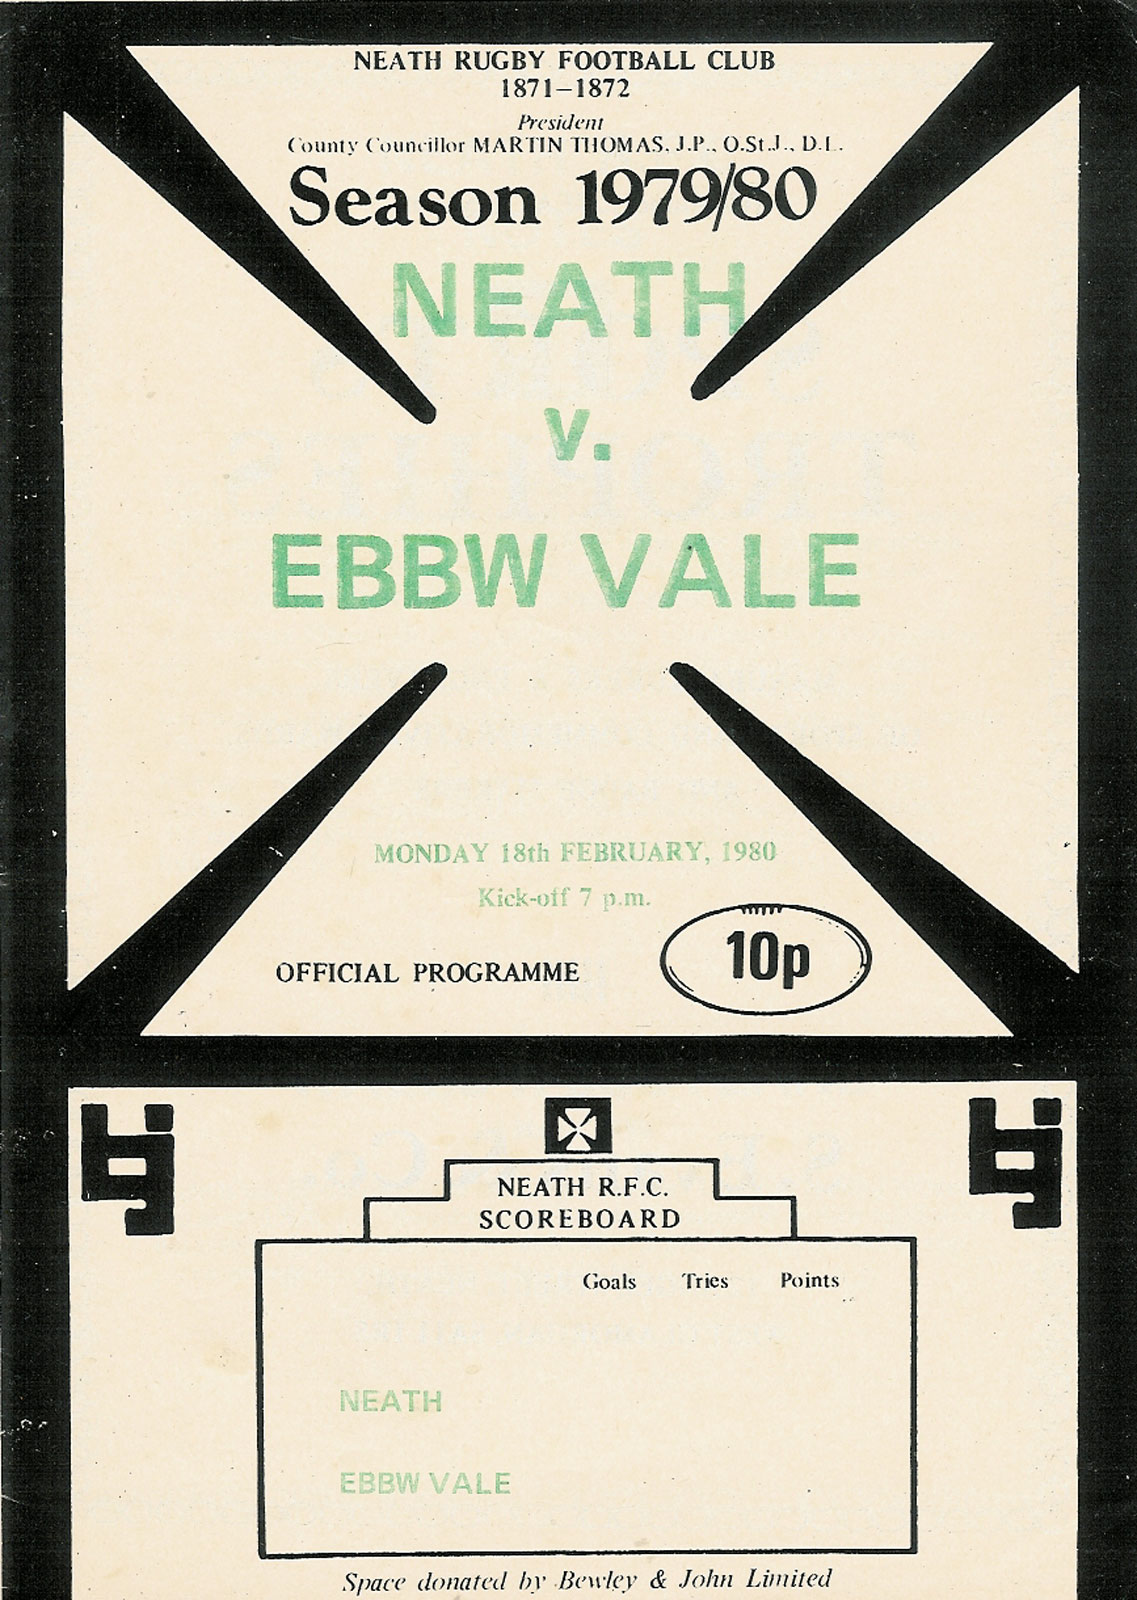 NEATH RUGBY FOOTBALL CLUB
1871–1872
President
County Councillor MARTIN THOMAS, J.P., O.St.J., D.L.
Season 1979/80
NEATH
v.
EBBW VALE
MONDAY 18th FEBRUARY, 1980
Kick-off 7 p.m.
OFFICIAL PROGRAMME
10p
NEATH R.F.C.
SCOREBOARD
Goals Tries Points
NEATH
EBBW VALE
Space donated by Bewley & John Limited